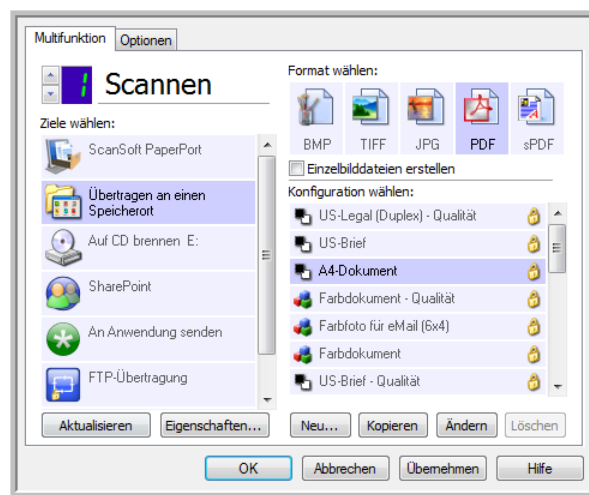 Multifunktion
Optionen
1 Scannen
Ziele wählen:
ScanSoft PaperPort
Übertragen an einen
Speicherort
Auf CD brennen E:
SharePoint
An Anwendung senden
FTP-Übertragung
Aktualisieren
Eigenschaften...
Format wählen:
BMP
TIFF
JPG
PDF
sPDF
Einzelbilddateien erstellen
Konfiguration wählen:
US-Legal (Duplex) - Qualität
US-Brief
A4-Dokument
Farbdokument - Qualität
Farbfoto für eMail (6x4)
Farbdokument
US-Brief - Qualität
Neu...
Kopieren
Ändern
Löschen
OK
Abbrechen
Übernehmen
Hilfe